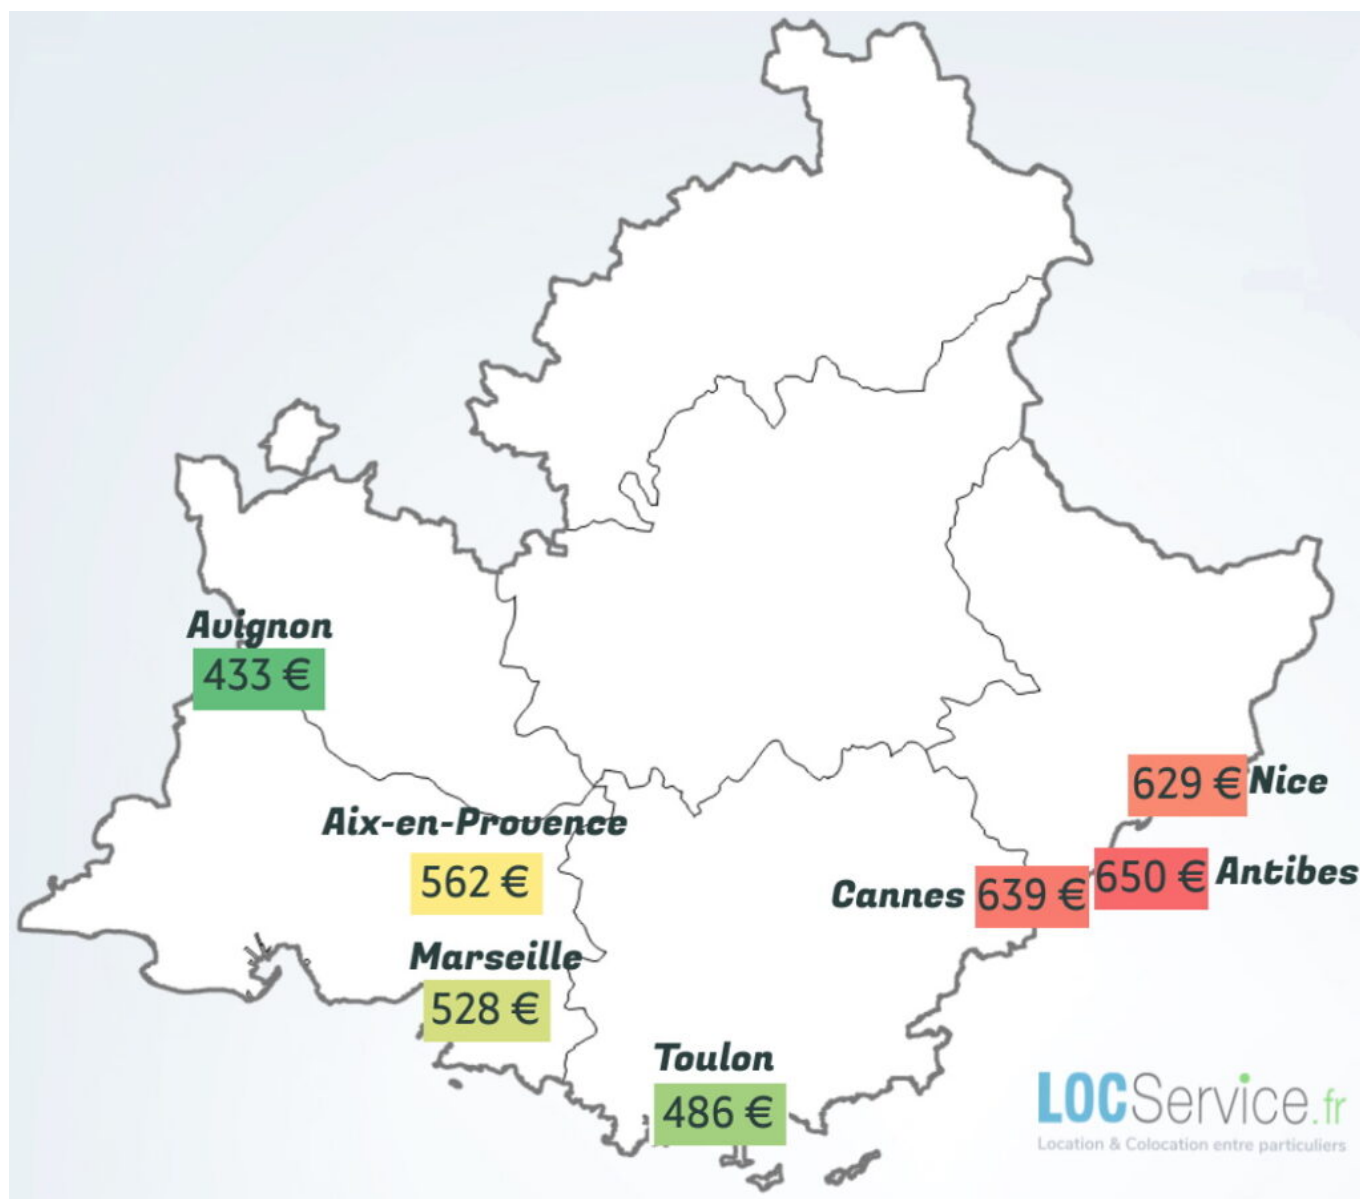 Avignon
433 €
629 € Nice
Aix-en-Provence
562 €
Cannes 639 €
650 € Antibes
Marseille
528 €
Toulon
486 €
LOCService.fr
Location & Colocation entre particuliers